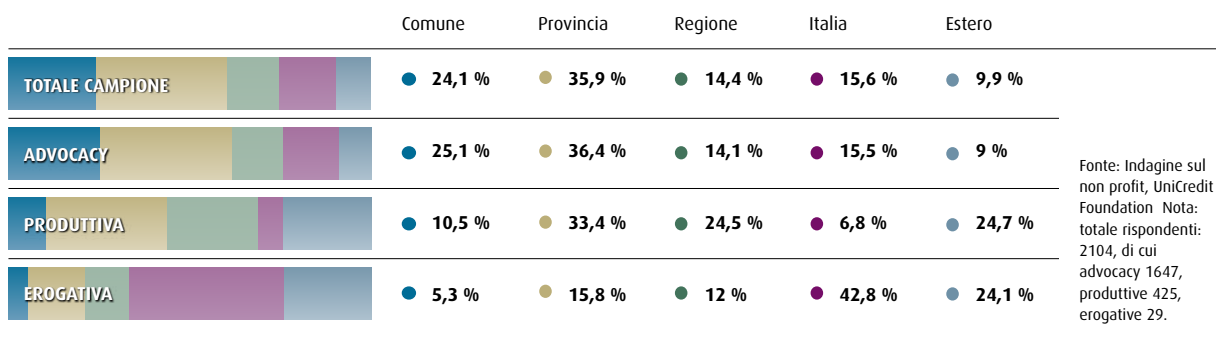 Comune Provincia Regione Italia Estero
TOTALE CAMPIONE 24,1 % 35,9 % 14,4 % 15,6 % 9,9 %
ADVOCACY 25,1 % 36,4 % 14,1 % 15,5 % 9 %
PRODUTTIVA 10,5 % 33,4 % 24,5 % 6,8 % 24,7 %
EROGATIVA 5,3 % 15,8 % 12 % 42,8 % 24,1 %
Fonte: Indagine sul
non profit, UniCredit
Foundation Nota:
totale rispondenti:
2104, di cui
advocacy 1647,
produttive 425,
erogative 29.